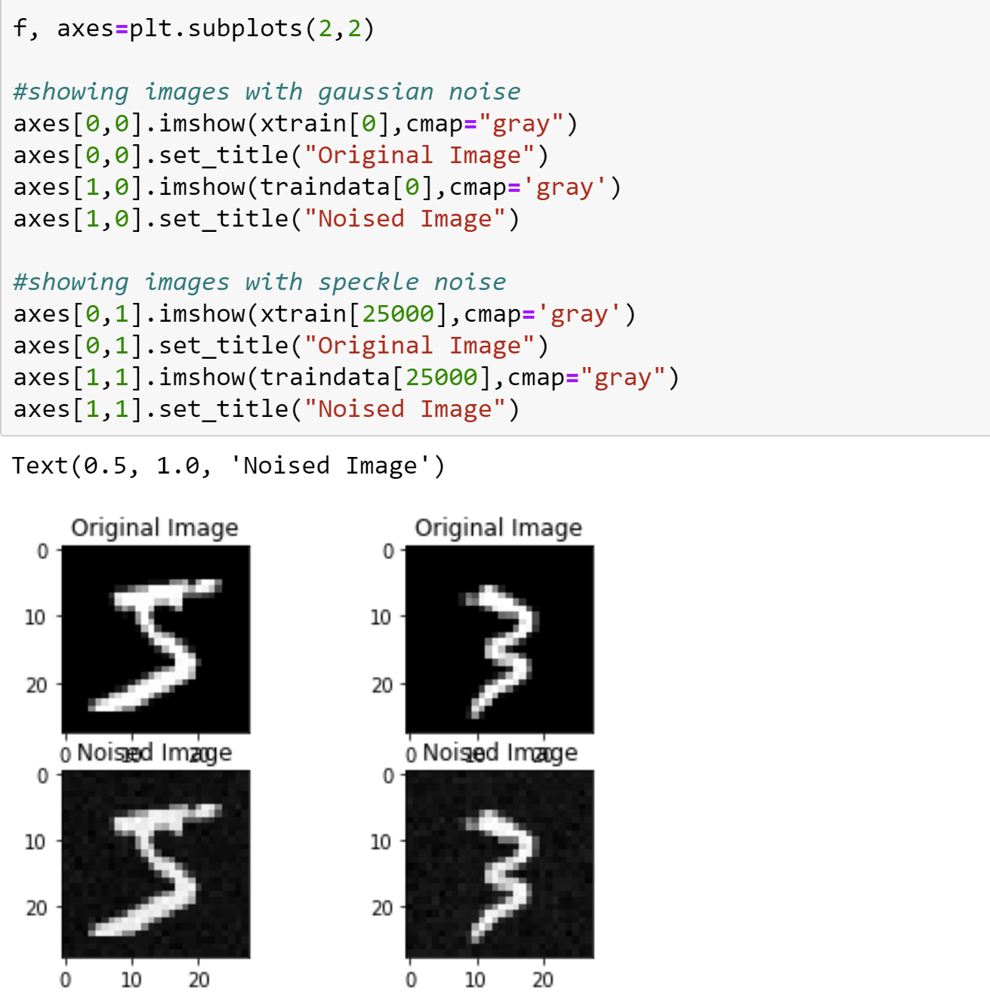 f, axes=plt.subplots(2,2)
#showing images with gaussian noise
axes[0,0].imshow(xtrain[0],cmap="gray")
axes[0,0].set_title("Original Image")
axes[1,0].imshow(traindata[0],cmap='gray')
axes[1,0].set_title("Noised Image")
#showing images with speckle noise
axes[0,1].imshow(xtrain[25000],cmap='gray')
axes[0,1].set_title("Original Image")
axes[1,1].imshow(traindata[25000],cmap="gray")
axes[1,1].set_title("Noised Image")
Text(0.5, 1.0, 'Noised Image')
Original Image Original Image
0 0
10 10
20 20
0 10 20 0 10 20
Noised Image Noised Image
0 0
10 10
20 20
0 10 20 0 10 20